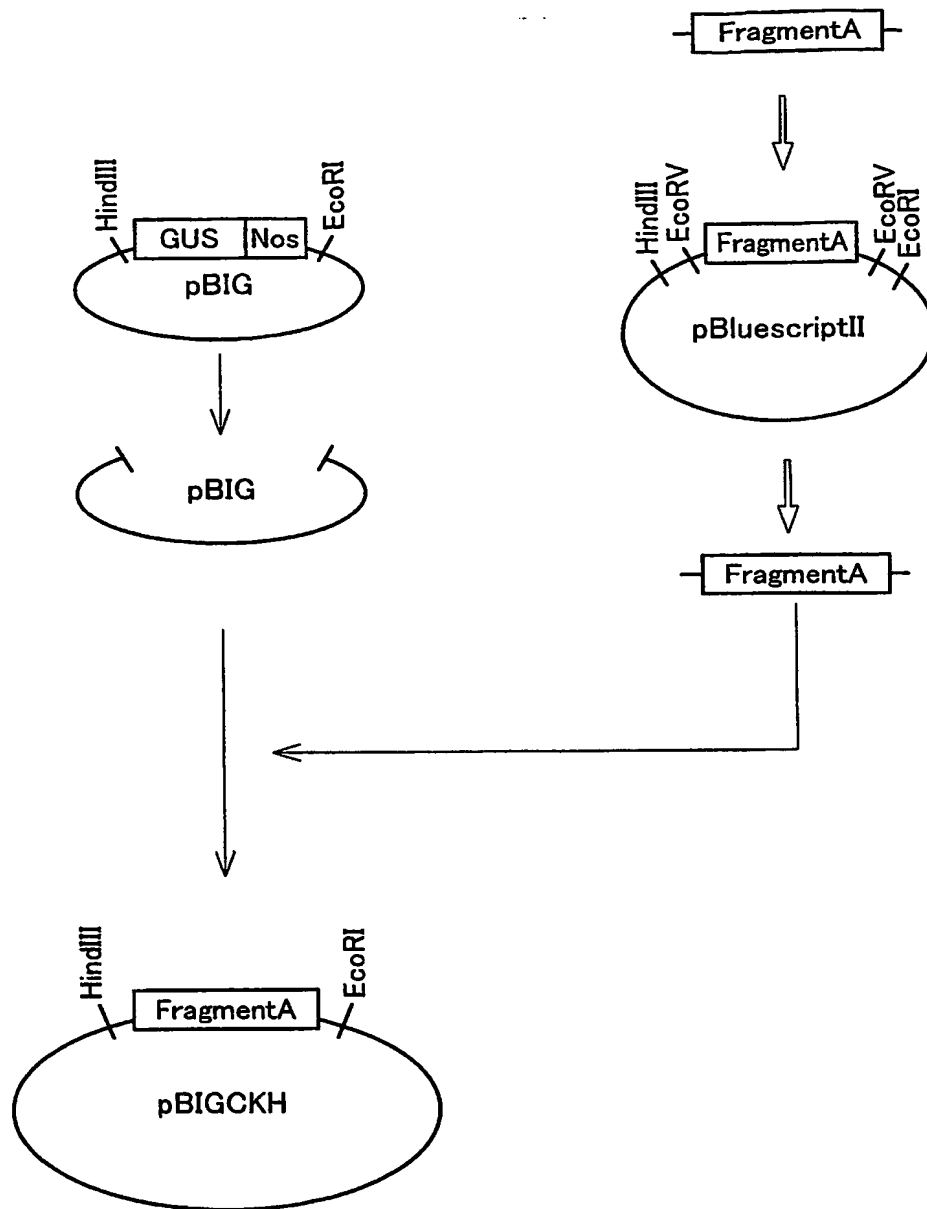 FragmentA
HindIII
EcoRI
GUS
Nos
pBIG
HindIII
EcoRV
FragmentA
EcoRV
EcoRI
pBluescriptII
pBIG
FragmentA
HindIII
EcoRI
FragmentA
pBIGCKH